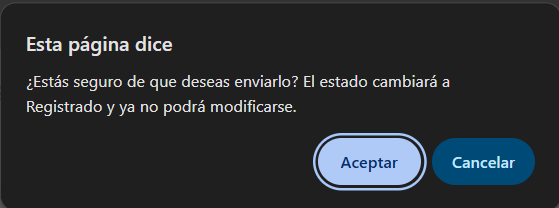 Esta página dice
¿Estás seguro de que deseas enviarlo? El estado cambiará a
Registrado y ya no podrá modificarse.
Aceptar
Cancelar